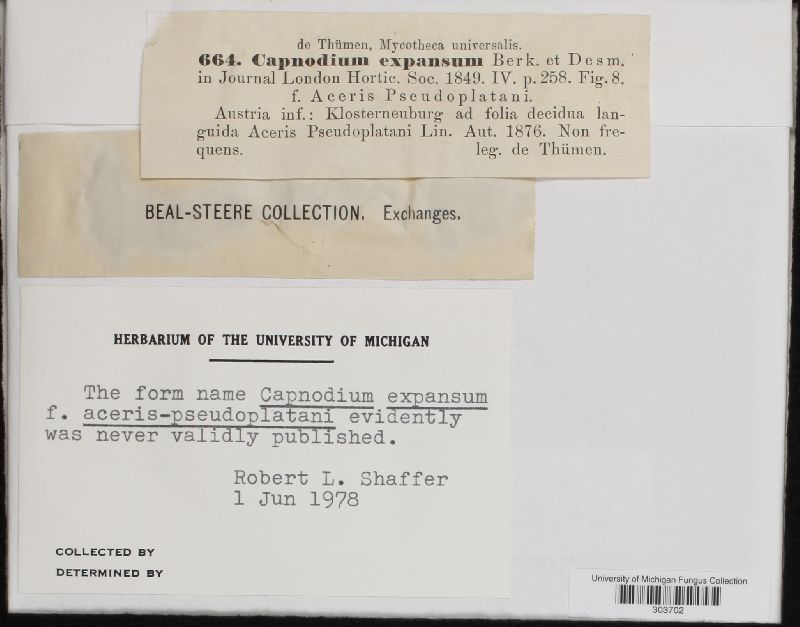 de Thümen, Mycotheca universalis.
664. Capnodium expansum Berk. et Desm.
in Journal London Hortic. Soc. 1849. IV. p. 258. Fig. 8.
f. Aceris Pseudoplatani.
Austria inf.: Klosterneuburg ad folia decidua lan-
guida Aceris Pseudoplatani Lin. Aut. 1876. Non fre-
quens. leg. de Thümen.
BEAL-STEERE COLLECTION. Exchanges.
HERBARIUM OF THE UNIVERSITY OF MICHIGAN
The form name Capnodium expansum
f. aceris-pseudoplatani evidently
was never validly published.
Robert L. Shaffer
1 Jun 1978
COLLECTED BY
DETERMINED BY
University of Michigan Fungus Collection
303702